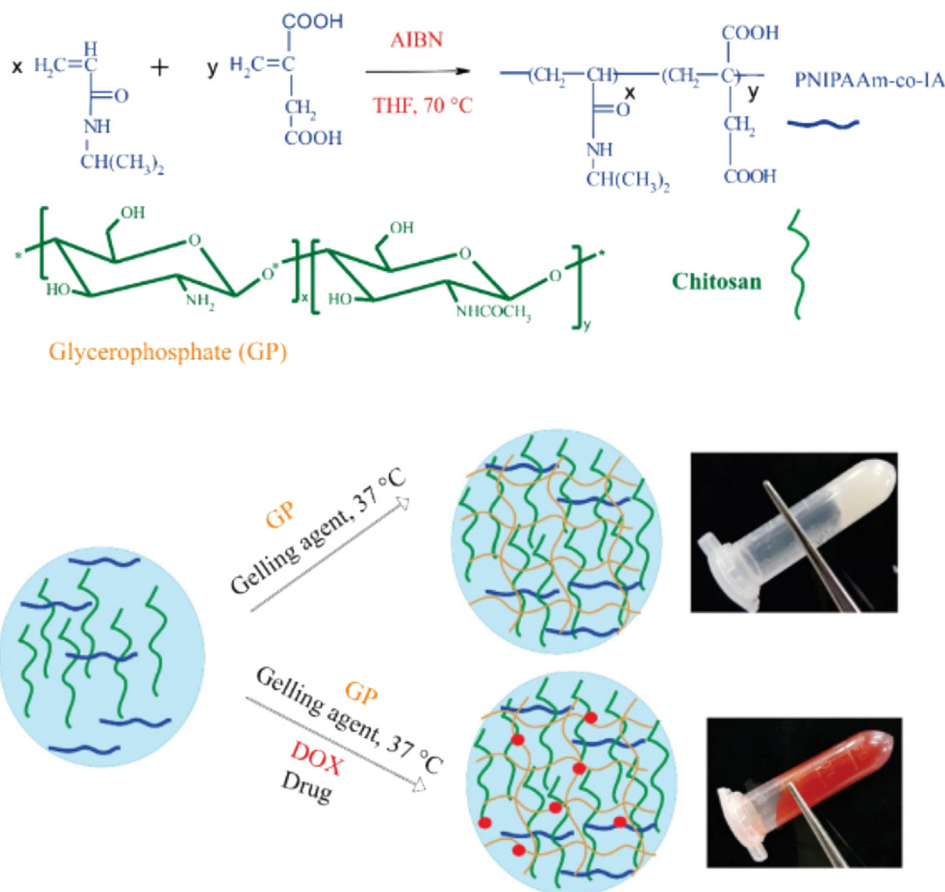 COOH
AIBN
x H₂C=C
H
+
y H₂C=C
THF, 70 °C
O
NH
CH(CH₃)₂
CH₂
COOH
COOH
(CH₂ CH) x (CH₂ C) y
PNIPAAm-co-IA
O
CH₂
NH
CH(CH₃)₂
COOH
OH
OH
* O O* O *
HO NH₂ x
HO NHCOCH₃ y
Chitosan
Glycerophosphate (GP)
GP
Gelling agent, 37 °C
GP
Gelling agent, 37 °C
DOX
Drug